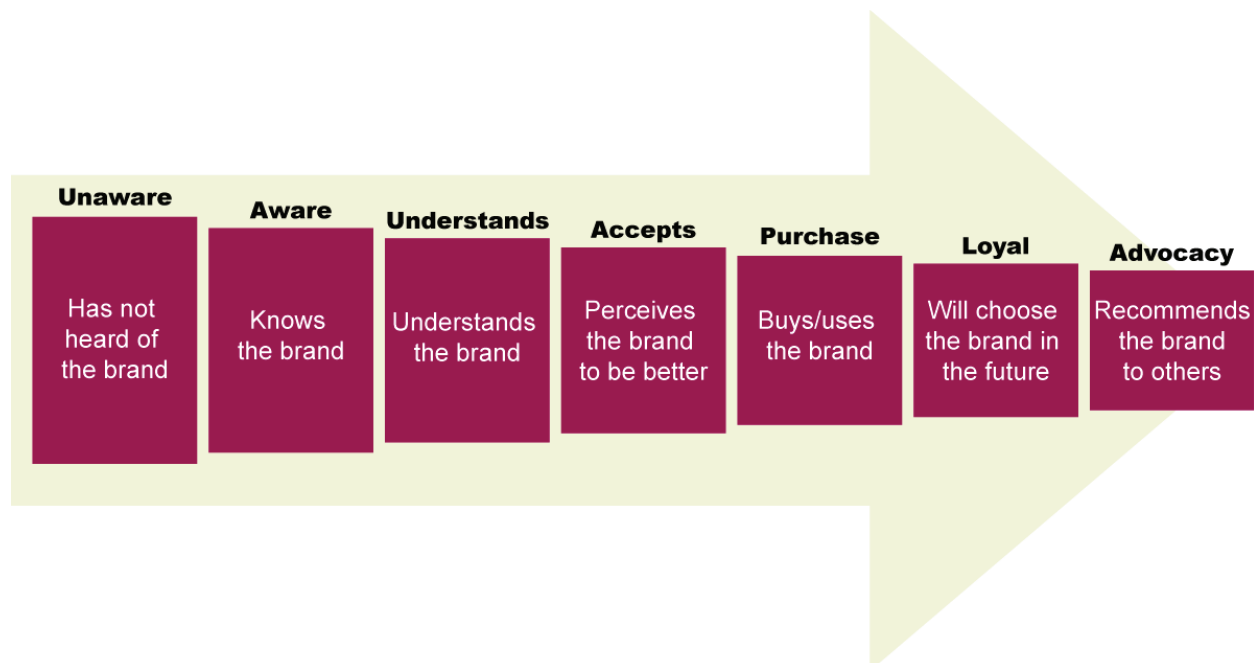 Unaware
Has not
heard of
the brand
Aware
Knows
the brand
Understands
Understands
the brand
Accepts
Perceives
the brand
to be better
Purchase
Buys/uses
the brand
Loyal
Will choose
the brand in
the future
Advocacy
Recommends
the brand
to others